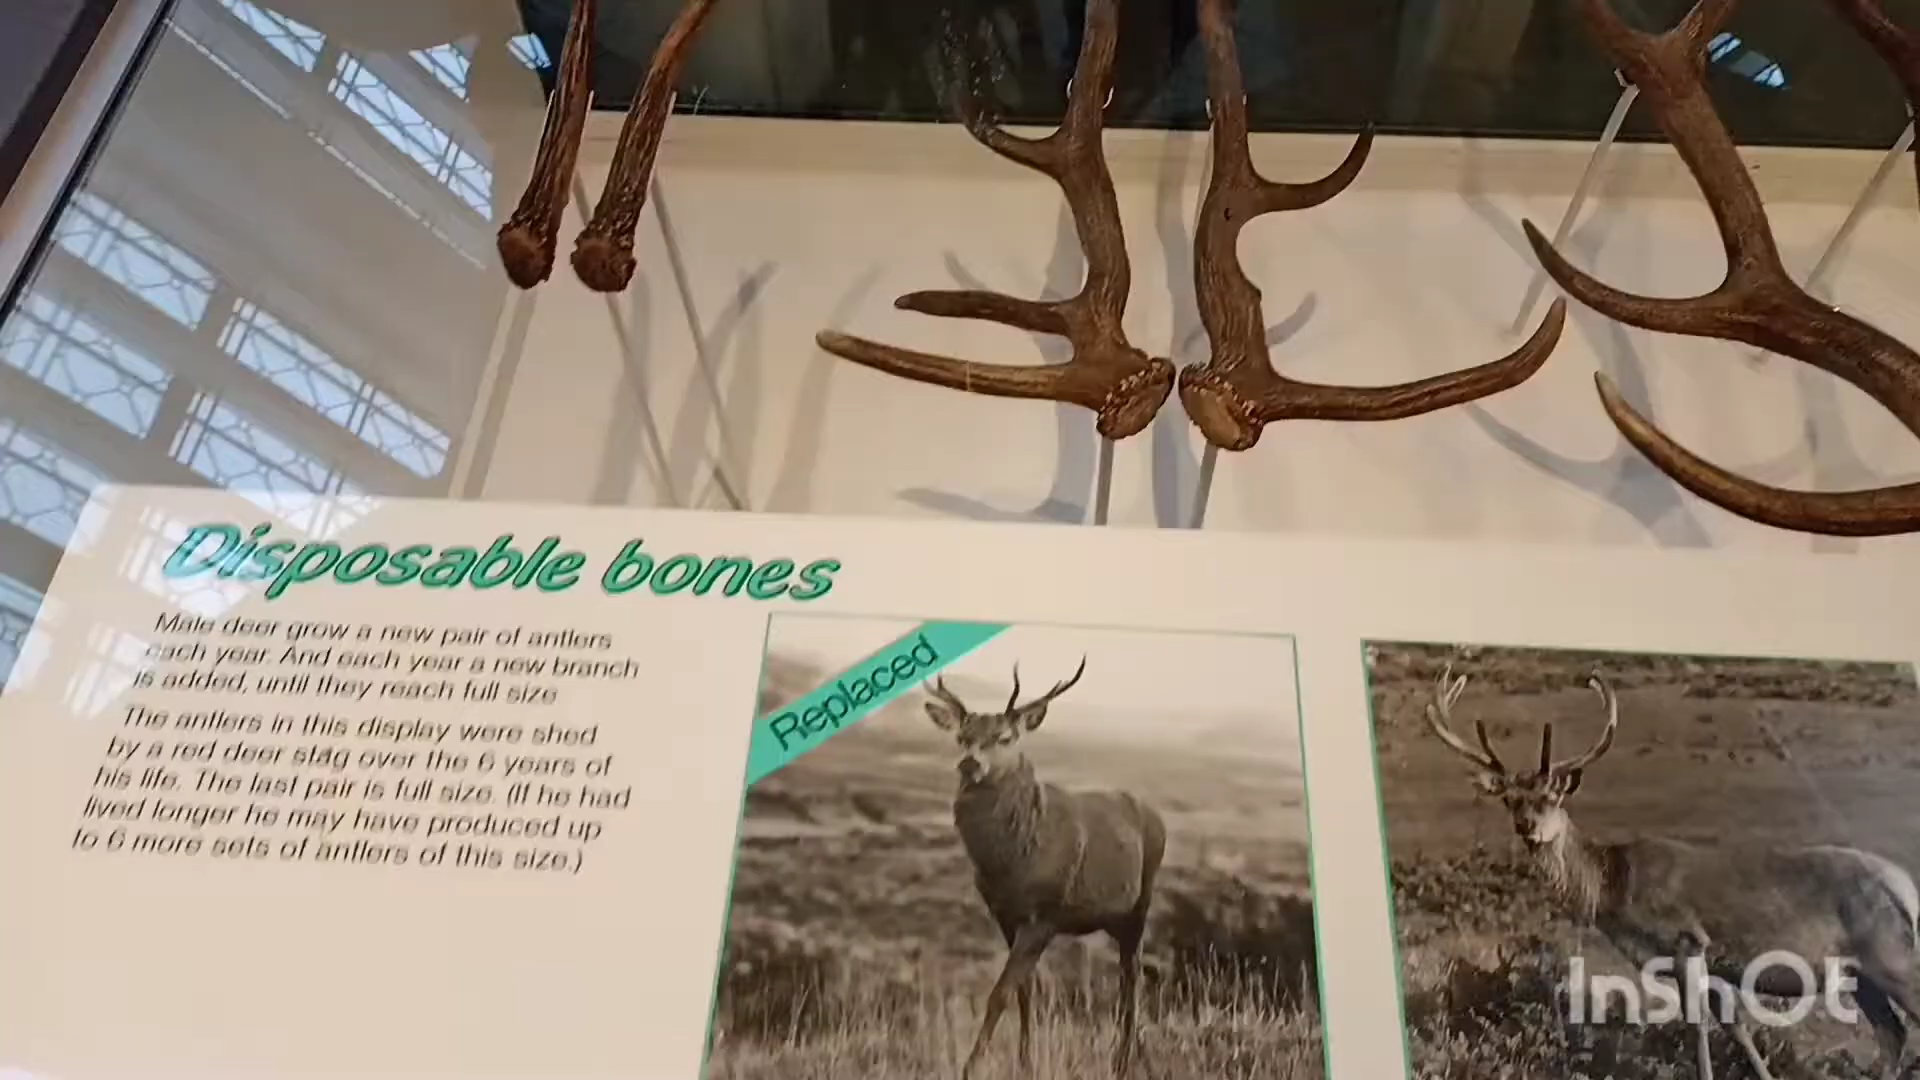 Disposable bones
Male deer grow a new pair of antlers
each year. And each year a new branch
is added, until they reach full size
The antlers in this display were shed
by a red deer stag over the 6 years of
his life. The last pair is full size. (If he had
lived longer he may have produced up
to 6 more sets of antlers of this size.)
Replaced
InShOt